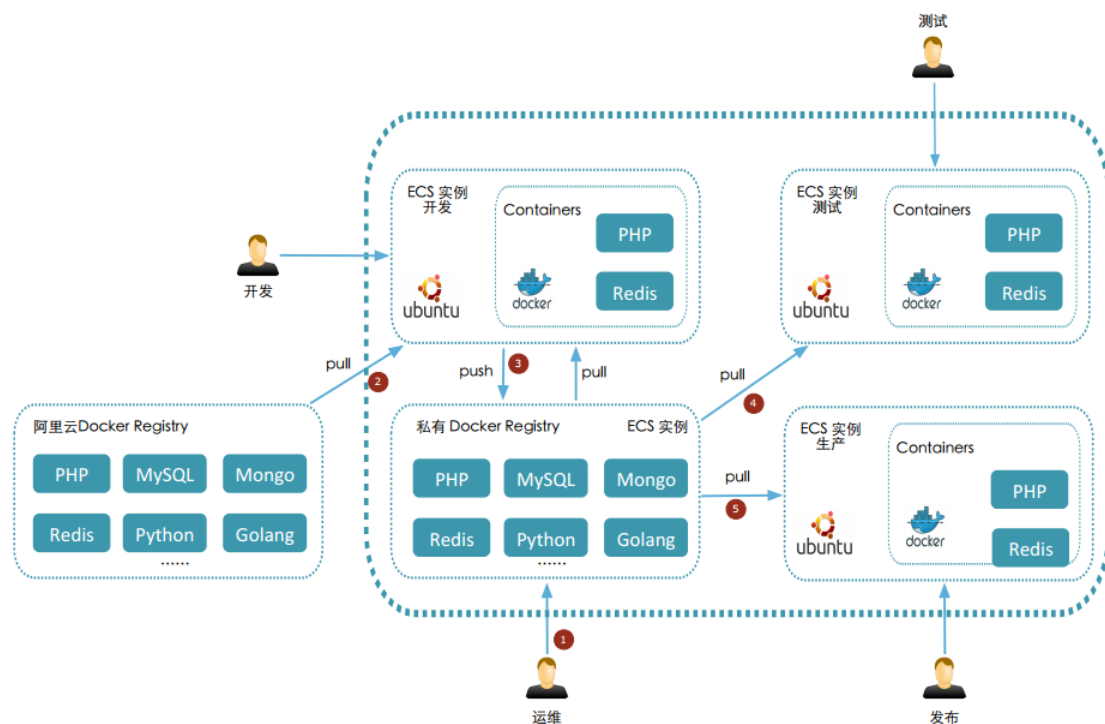 测试
ECS 实例
开发
Containers
PHP
Redis
ubuntu
docker
ECS 实例
测试
Containers
PHP
Redis
ubuntu
docker
开发
pull
2
push
3
pull
pull
4
阿里云Docker Registry
PHP
MySQL
Mongo
Redis
Python
Golang
......
私有 Docker Registry
ECS 实例
PHP
MySQL
Mongo
Redis
Python
Golang
......
pull
5
ECS 实例
生产
Containers
PHP
Redis
ubuntu
docker
1
运维
发布